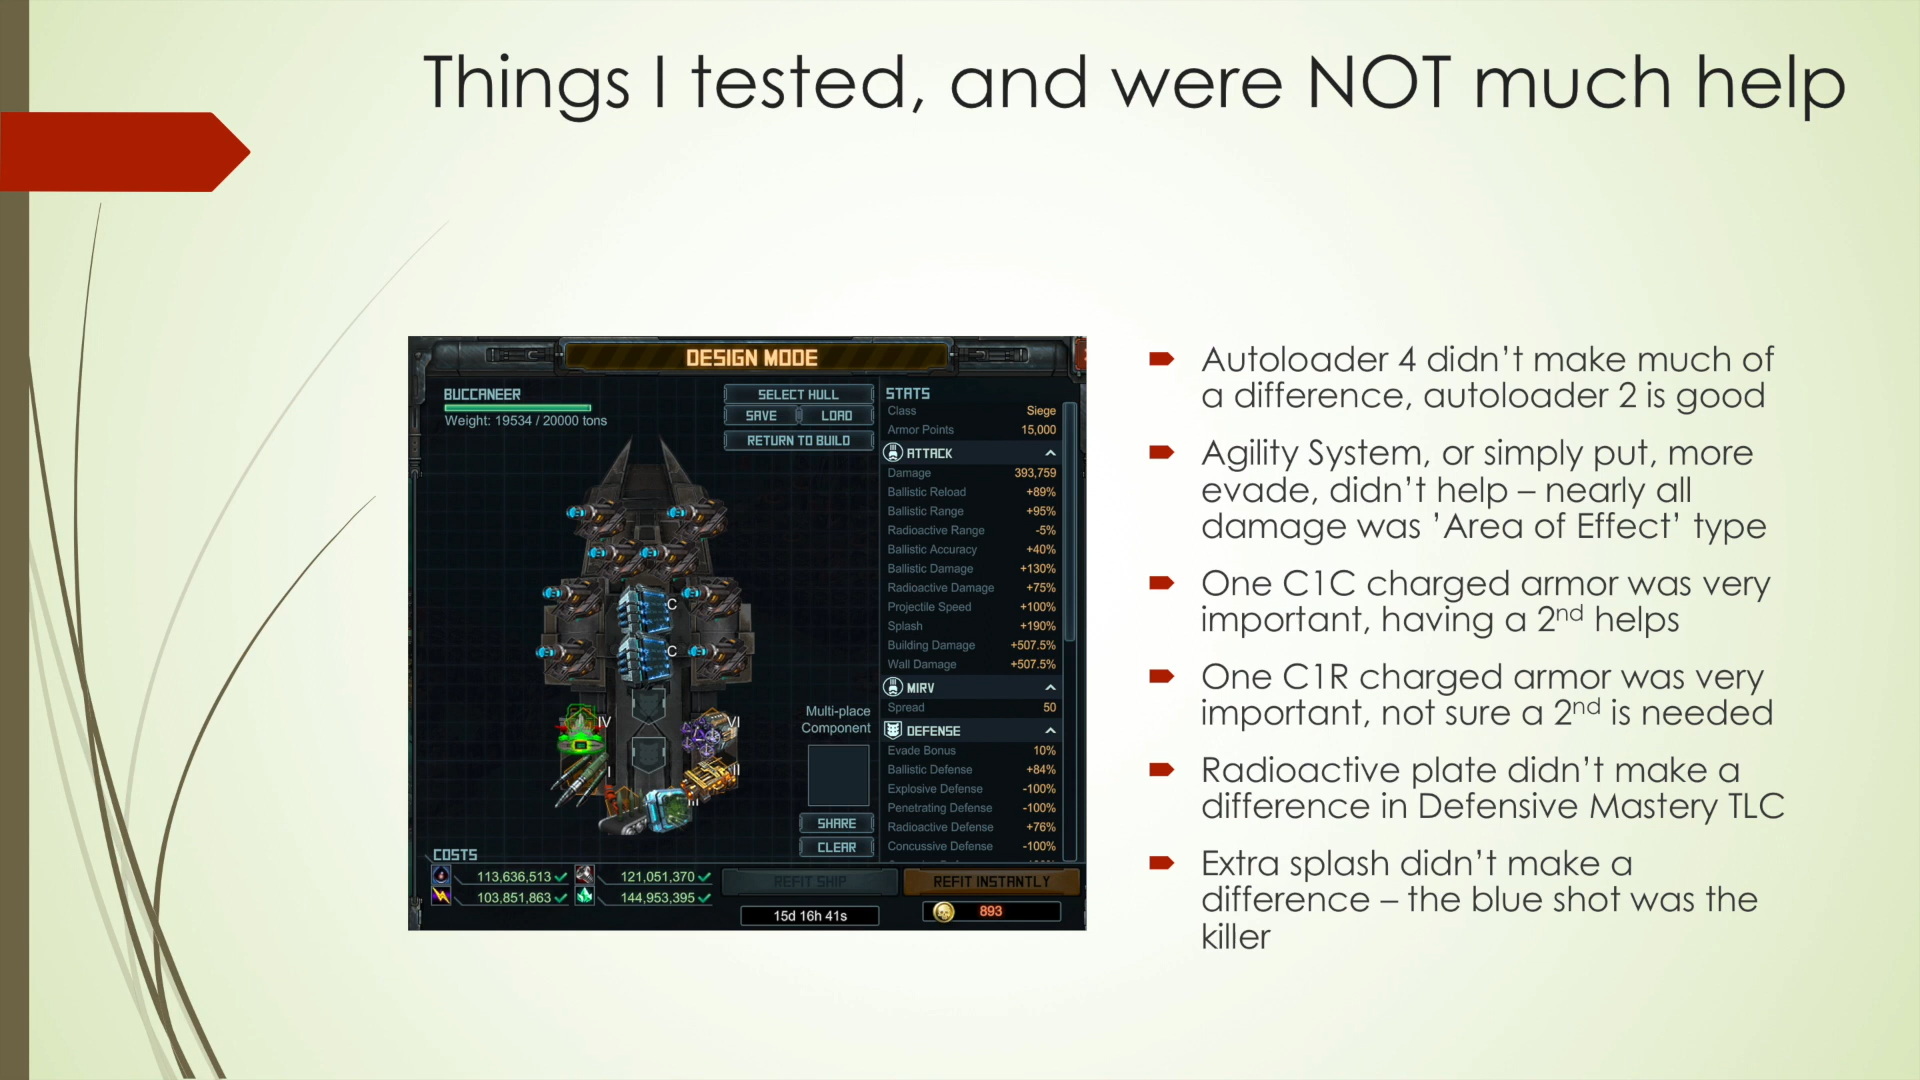 Things I tested, and were NOT much help
DESIGN MODE
BUCCANEER
Weight: 19534 / 20000 tons
SELECT HULL
SAVE LOAD
RETURN TO BUILD
C
C
IV
VI
I
II
III
Multi-place
Component
SHARE
CLEAR
STATS
Class Siege
Armor Points 15,000
ATTACK
Damage 393,759
Ballistic Reload +89%
Ballistic Range +95%
Radioactive Range -5%
Ballistic Accuracy +40%
Ballistic Damage +130%
Radioactive Damage +75%
Projectile Speed +100%
Splash +190%
Building Damage +507.5%
Wall Damage +507.5%
MIRV
Spread 50
DEFENSE
Evade Bonus 10%
Ballistic Defense +84%
Explosive Defense -100%
Penetrating Defense -100%
Radioactive Defense +76%
Concussive Defense -100%
COSTS
113,636,513 121,051,370
103,851,863 144,953,395
REFIT SHIP
REFIT INSTANTLY
15d 16h 41s
893
Autoloader 4 didn’t make much of
a difference, autoloader 2 is good
Agility System, or simply put, more
evade, didn’t help – nearly all
damage was ’Area of Effect’ type
One C1C charged armor was very
important, having a 2nd helps
One C1R charged armor was very
important, not sure a 2nd is needed
Radioactive plate didn’t make a
difference in Defensive Mastery TLC
Extra splash didn’t make a
difference – the blue shot was the
killer